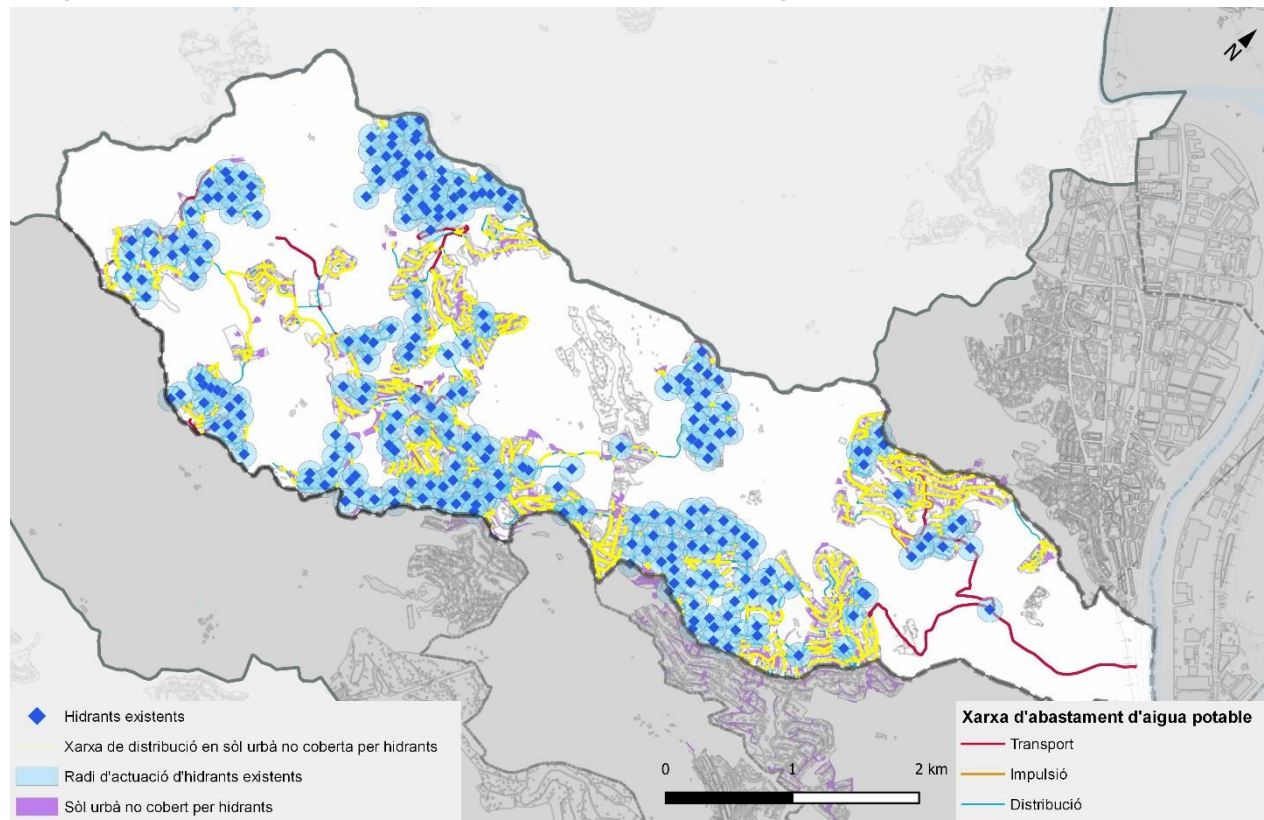 N
Hidrants existents
Xarxa de distribució en sòl urbà no coberta per hidrants
Radi d'actuació d'hidrants existents
Sòl urbà no cobert per hidrants
0 1 2 km
Xarxa d'abastament d'aigua potable
Transport
Impulsió
Distribució